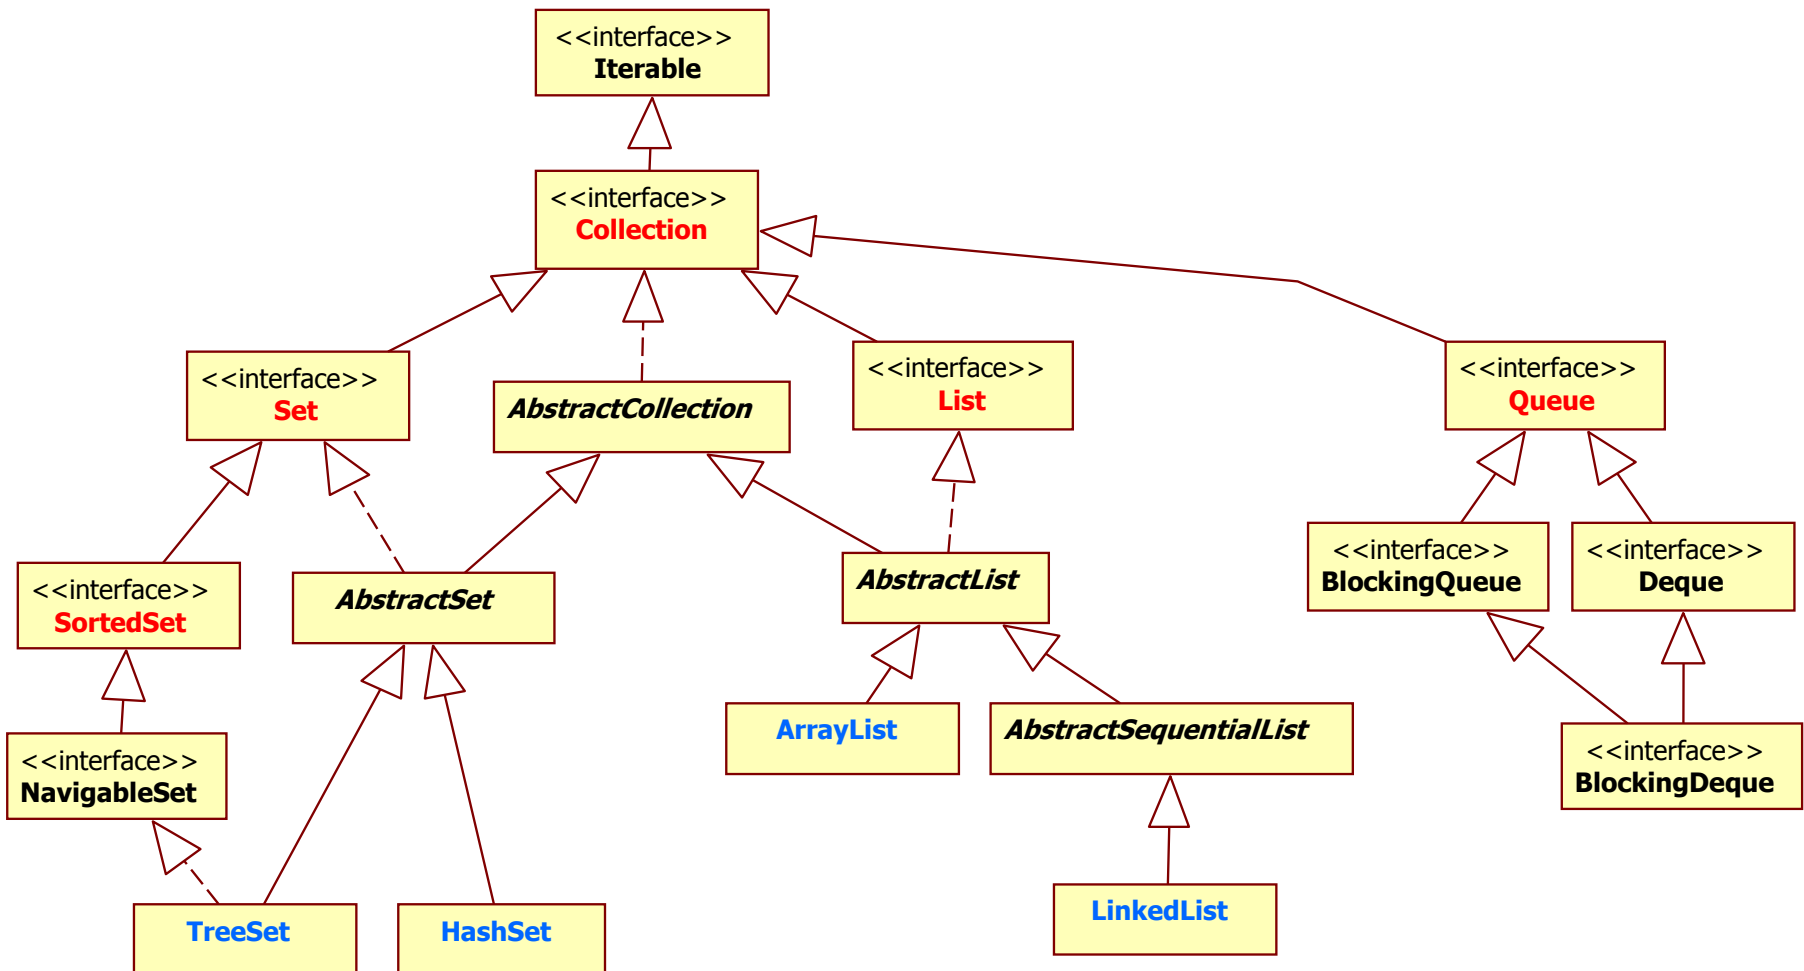 <<interface>>
Iterable
<<interface>>
Collection
<<interface>>
Set
AbstractCollection
<<interface>>
List
<<interface>>
Queue
<<interface>>
SortedSet
AbstractSet
AbstractList
<<interface>>
BlockingQueue
<<interface>>
Deque
<<interface>>
NavigableSet
ArrayList
AbstractSequentialList
<<interface>>
BlockingDeque
TreeSet
HashSet
LinkedList